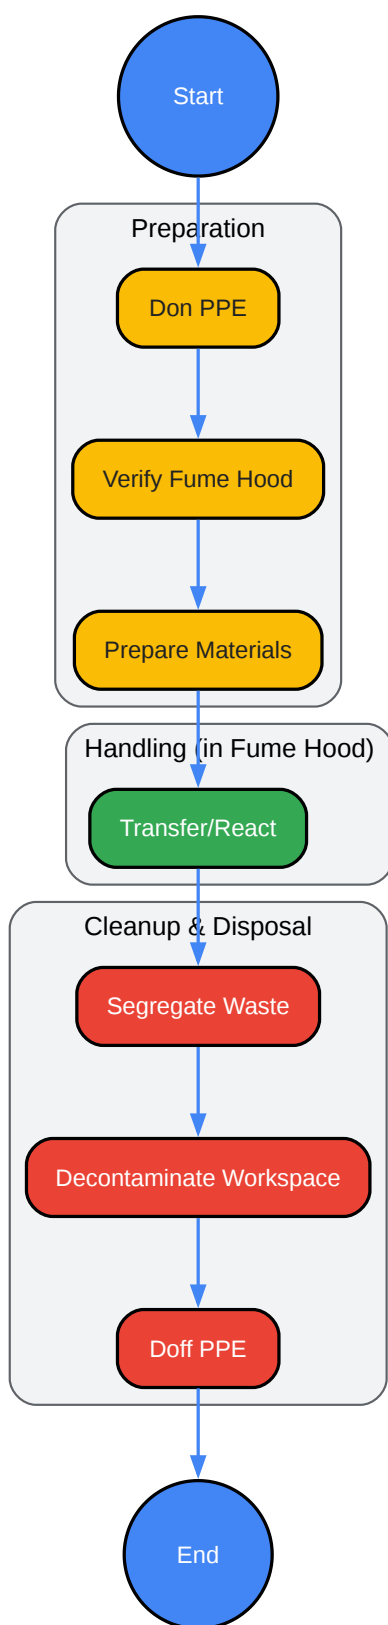 Start
Preparation
Don PPE
Verify Fume Hood
Prepare Materials
Handling (in Fume Hood)
Transfer/React
Cleanup & Disposal
Segregate Waste
Decontaminate Workspace
Doff PPE
End